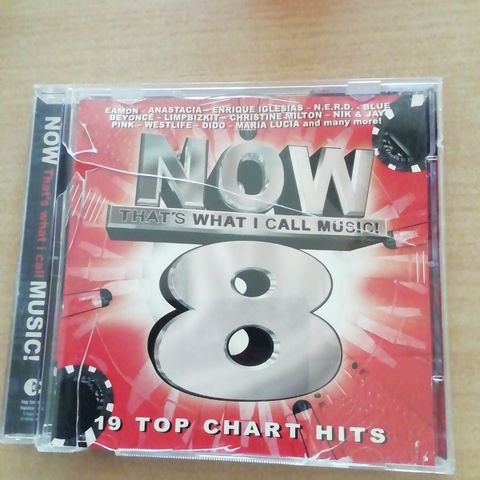 EAMON – ANASTACIA – ENRIQUE IGLESIAS – N.E.R.D. - BLUE
BEYONCÉ – LIMPBIZKIT – CHRISTINE MILTON – NIK & JAY
PINK – WESTLIFE – DIDO – MARIA LUCIA and many more!
NOW
THAT'S WHAT I CALL MUSIC!
8
19 TOP CHART HITS
NOW That's what i call MUSIC!